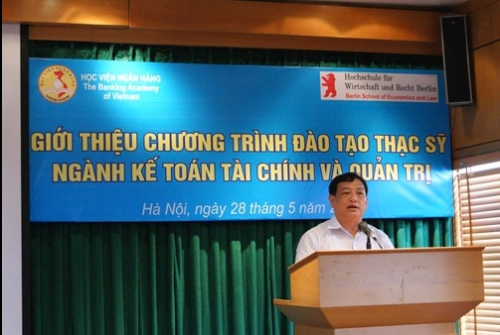 HỌC VIỆN NGÂN HÀNG
The Banking Academy
of Vietnam
Hochschule für
Wirtschaft und Recht Berlin
Berlin School of Economics and Law
GIỚI THIỆU CHƯƠNG TRÌNH ĐÀO TẠO THẠC SỸ
NGÀNH KẾ TOÁN TÀI CHÍNH VÀ QUẢN TRỊ
Hà Nội, ngày 28 tháng 5 năm